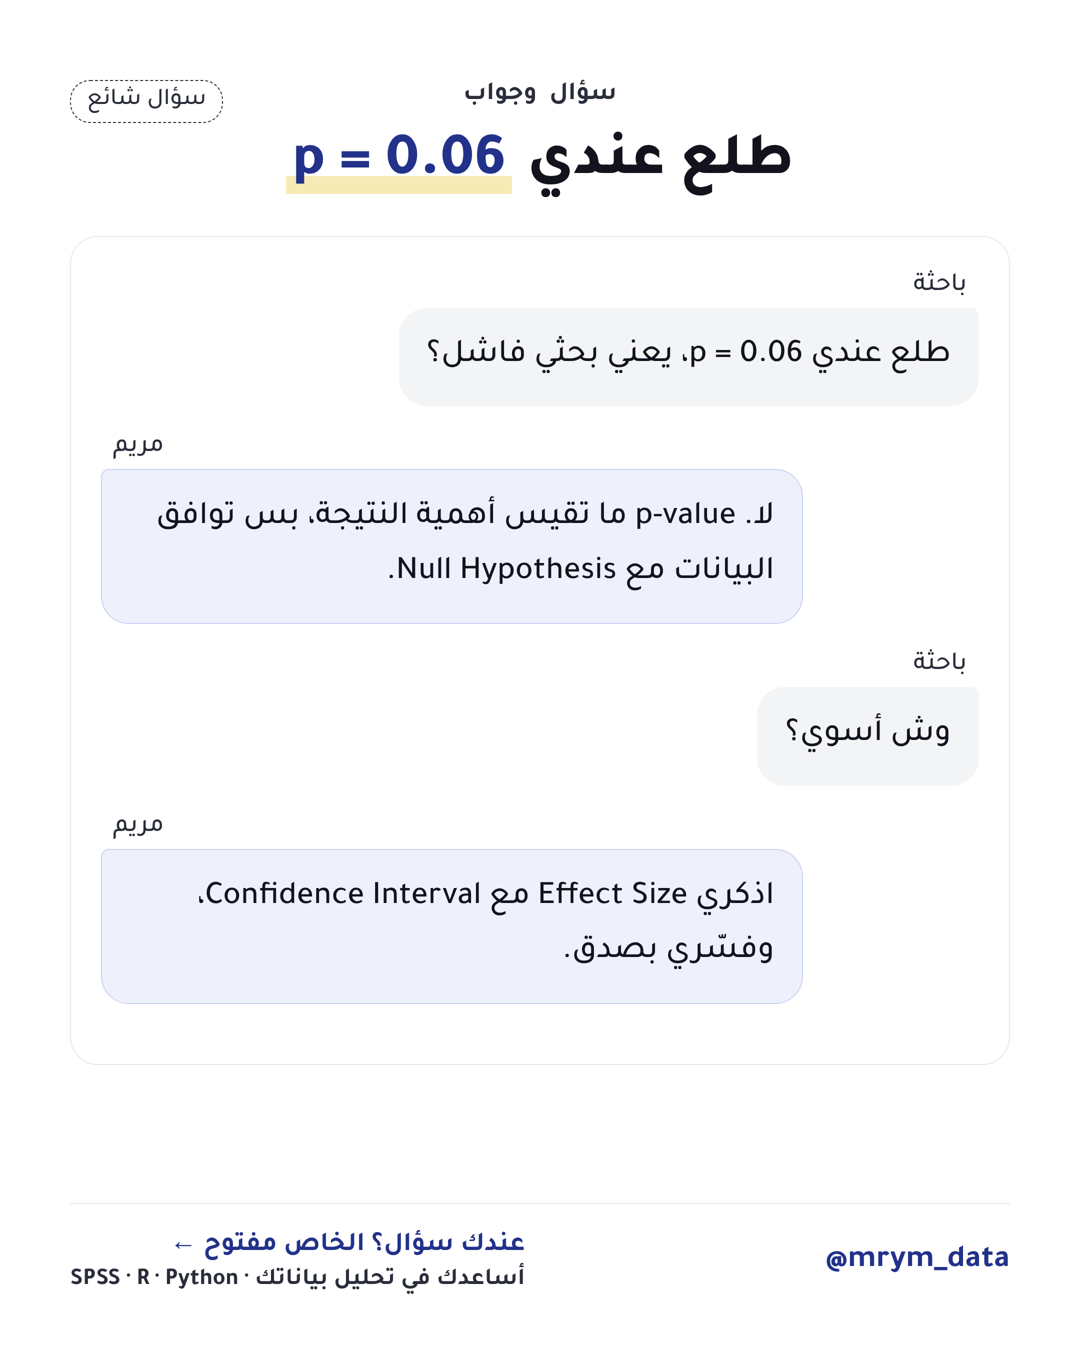 سؤال وجواب
سؤال شائع
طلع عندي p = 0.06
باحثة
طلع عندي p = 0.06، يعني بحثي فاشل؟
مريم
لا. p-value ما تقيس أهمية النتيجة، بس توافق
البيانات مع Null Hypothesis.
باحثة
وش أسوي؟
مريم
اذكري Effect Size مع Confidence Interval،
وفسّري بصدق.
@mrym_data
عندك سؤال؟ الخاص مفتوح ←
أساعدك في تحليل بياناتك · SPSS · R · Python